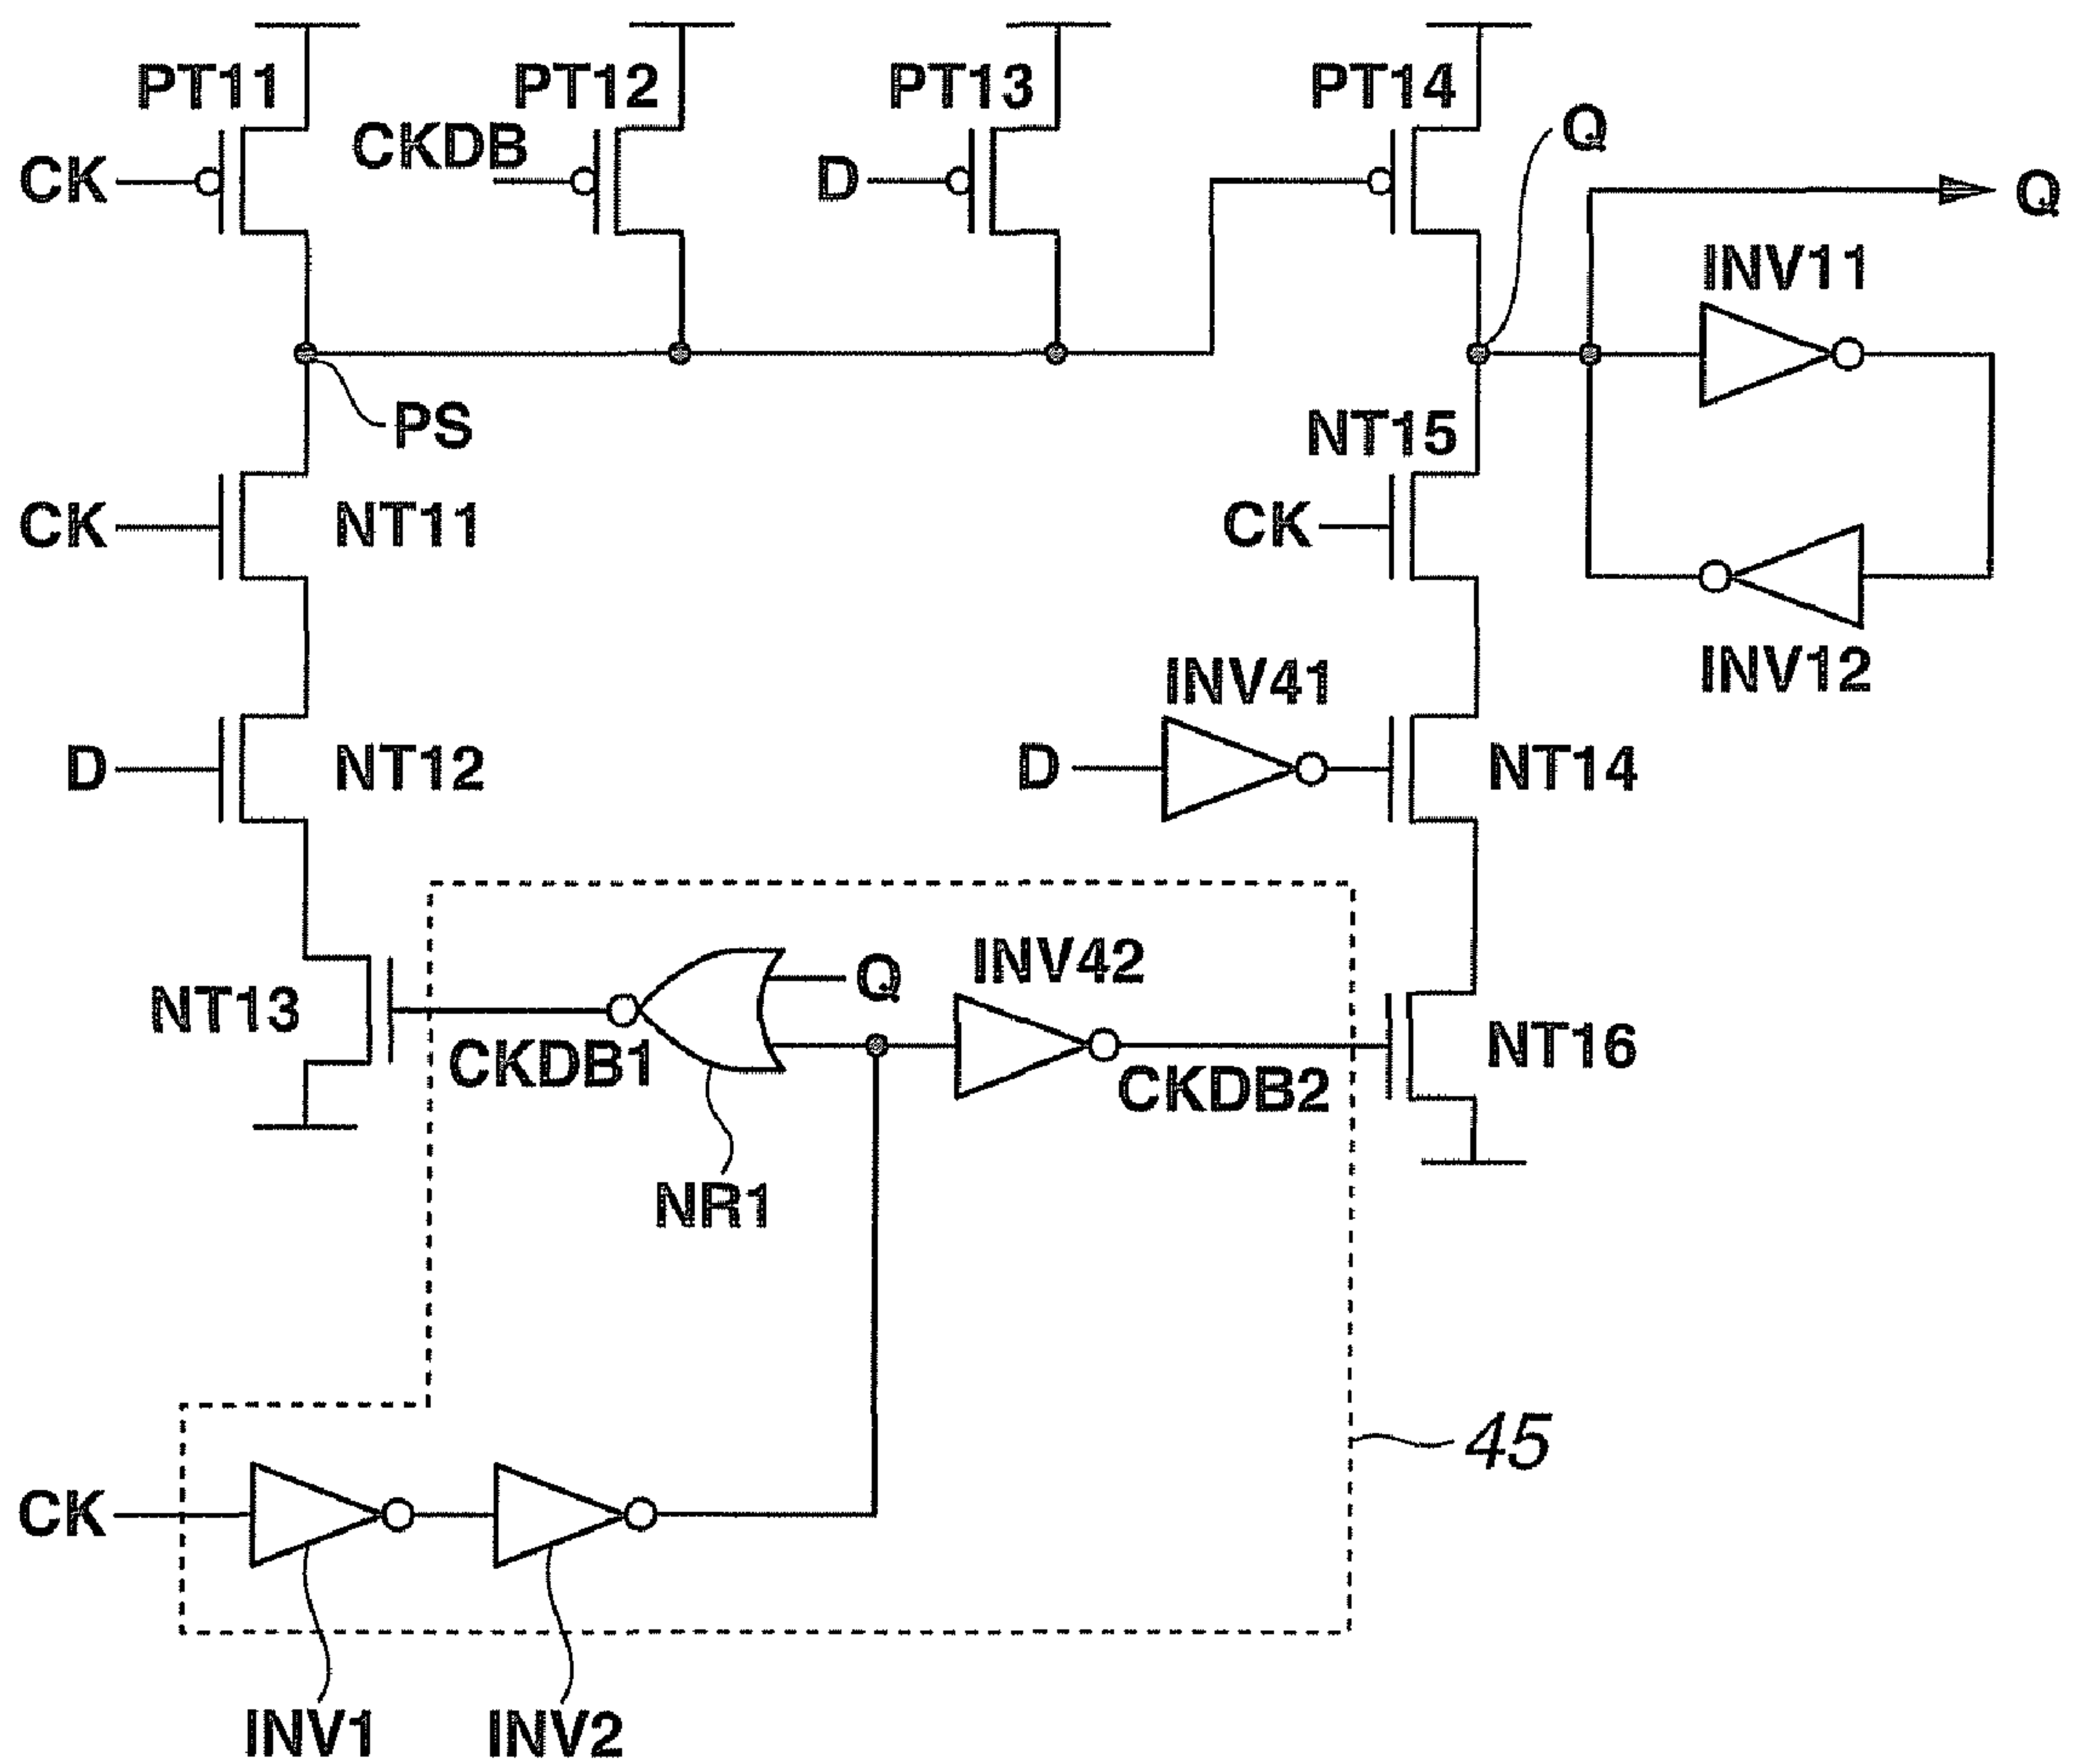 PT11
PT12
PT13
PT14
Q
CK
CKDB
D
Q
INV11
PS
NT15
CK
NT11
CK
INV12
INV41
D
NT12
D
NT14
INV42
Q
NT13
CKDB1
NT16
CKDB2
NR1
45
CK
INV1
INV2